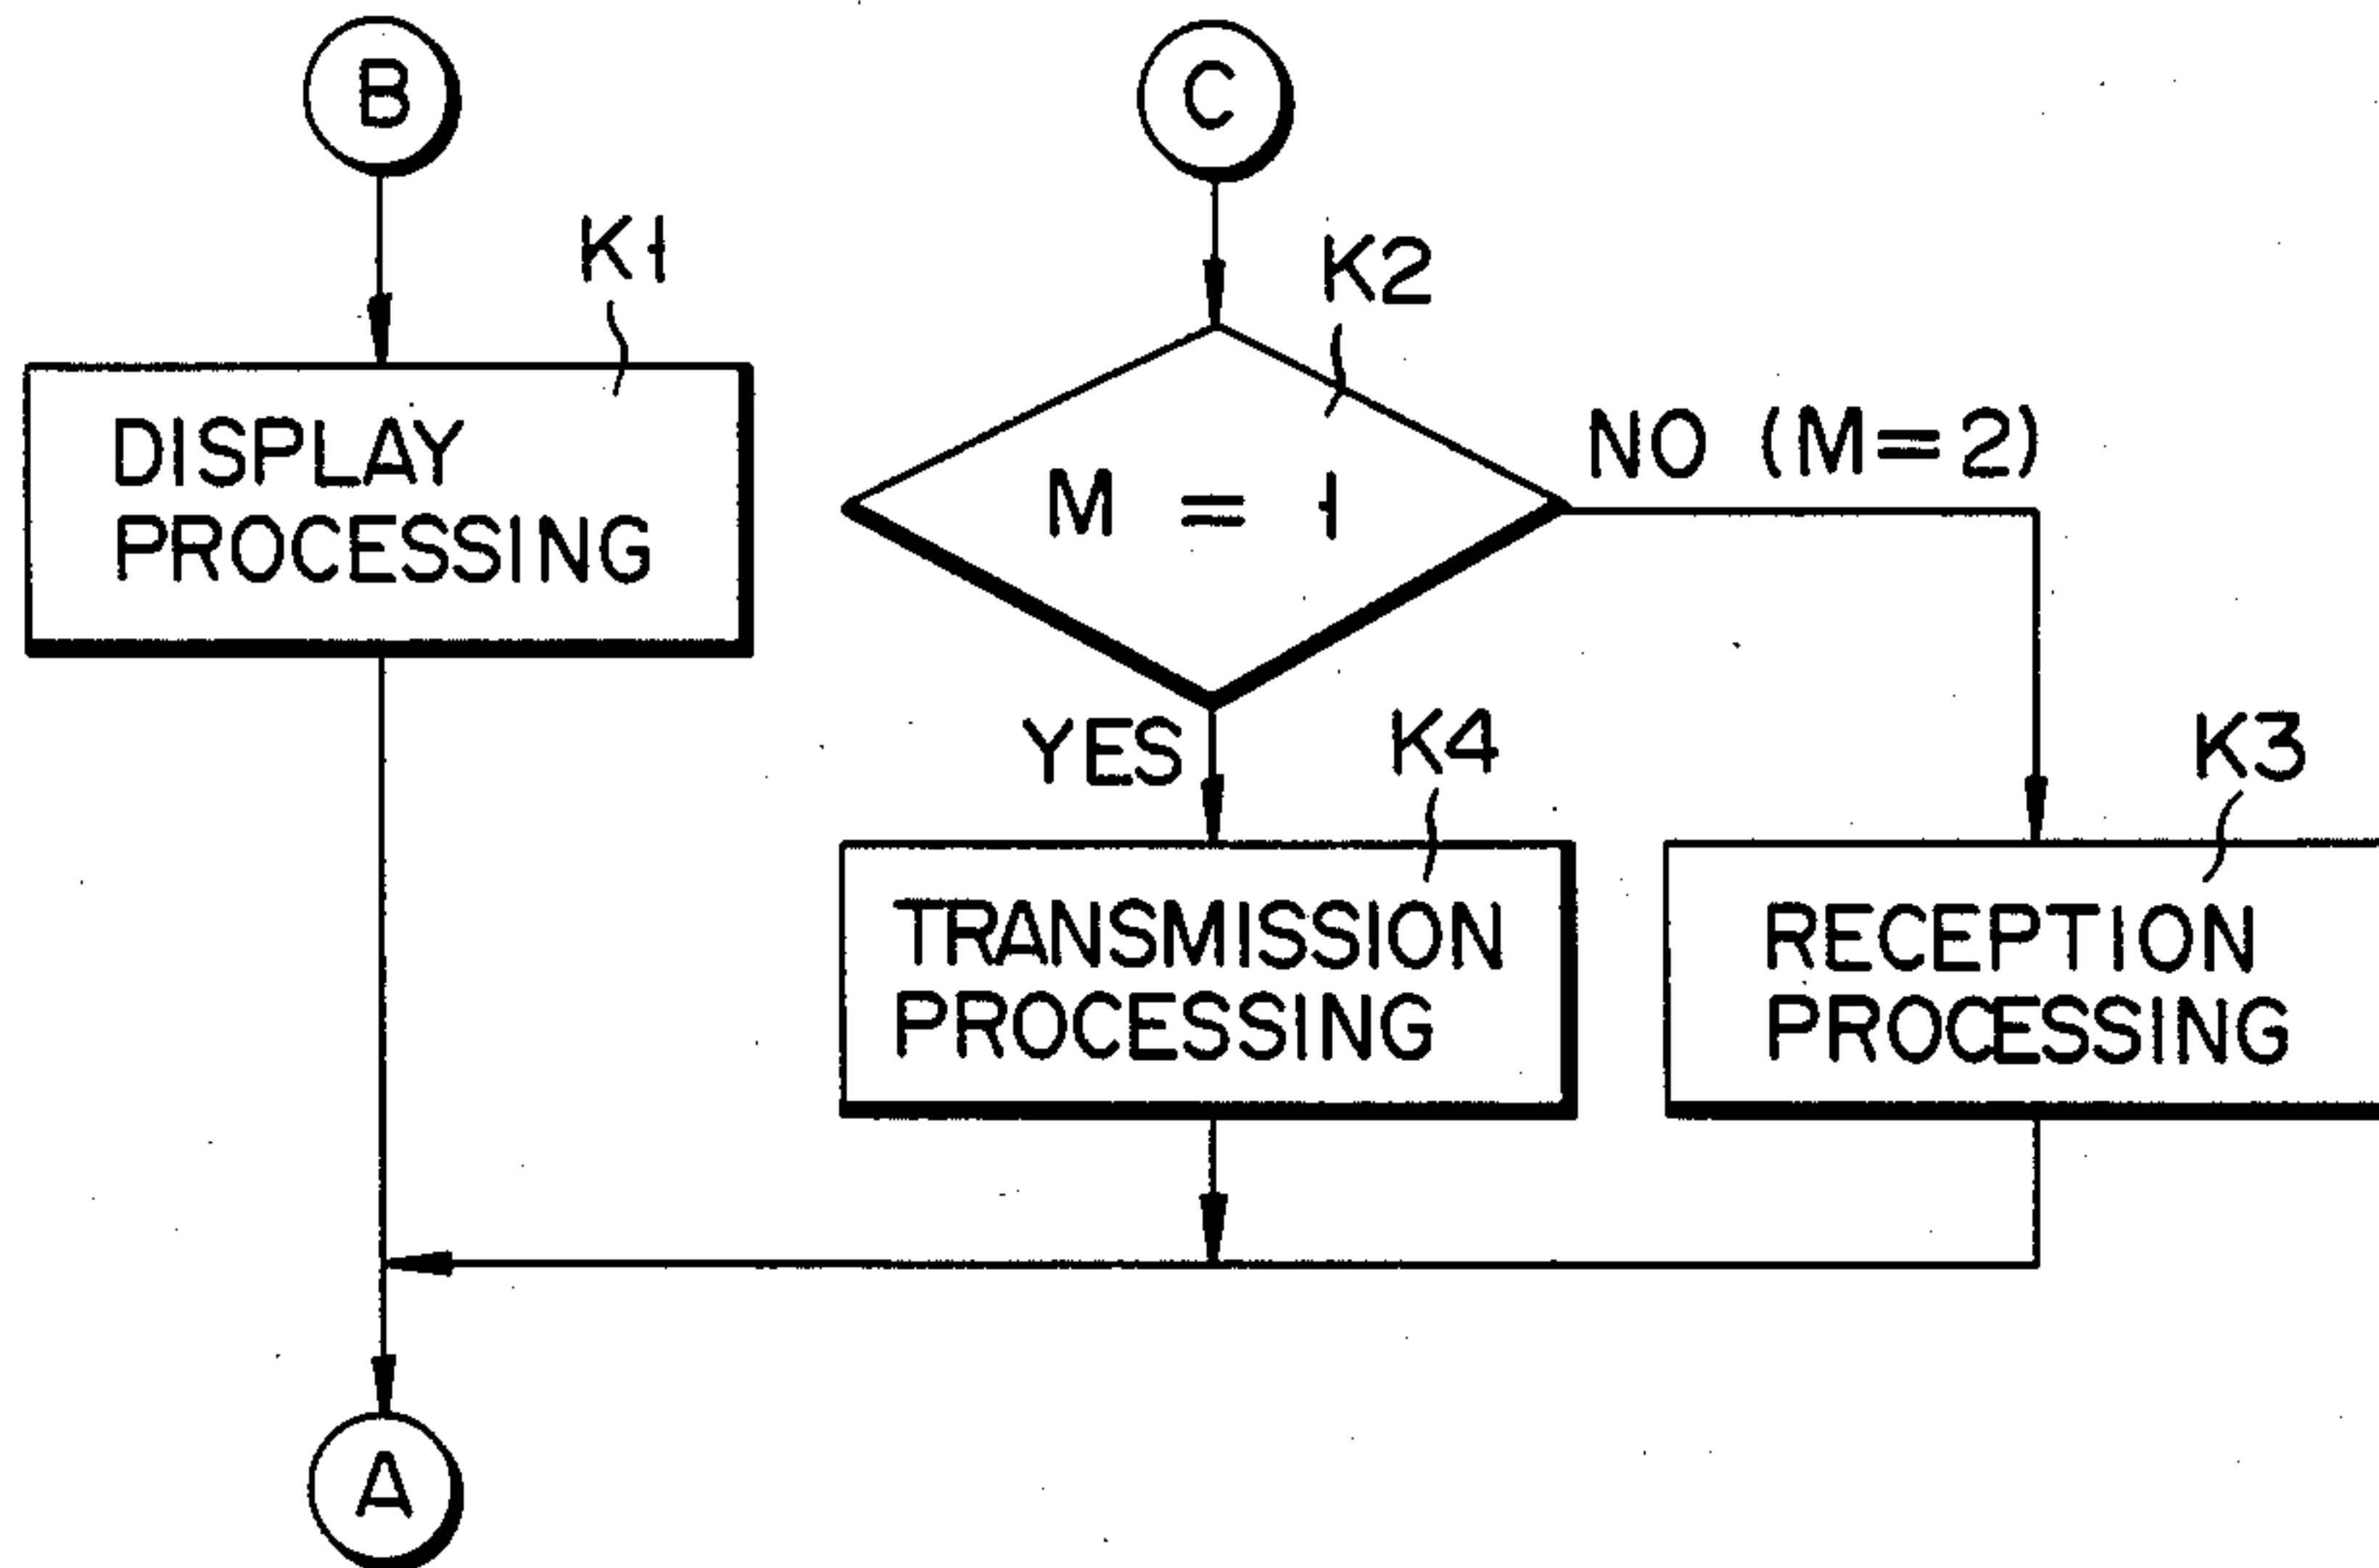 B
C
K1
K2
DISPLAY
PROCESSING
M = 1
NO (M=2)
YES
K4
K3
TRANSMISSION
PROCESSING
RECEPTION
PROCESSING
A